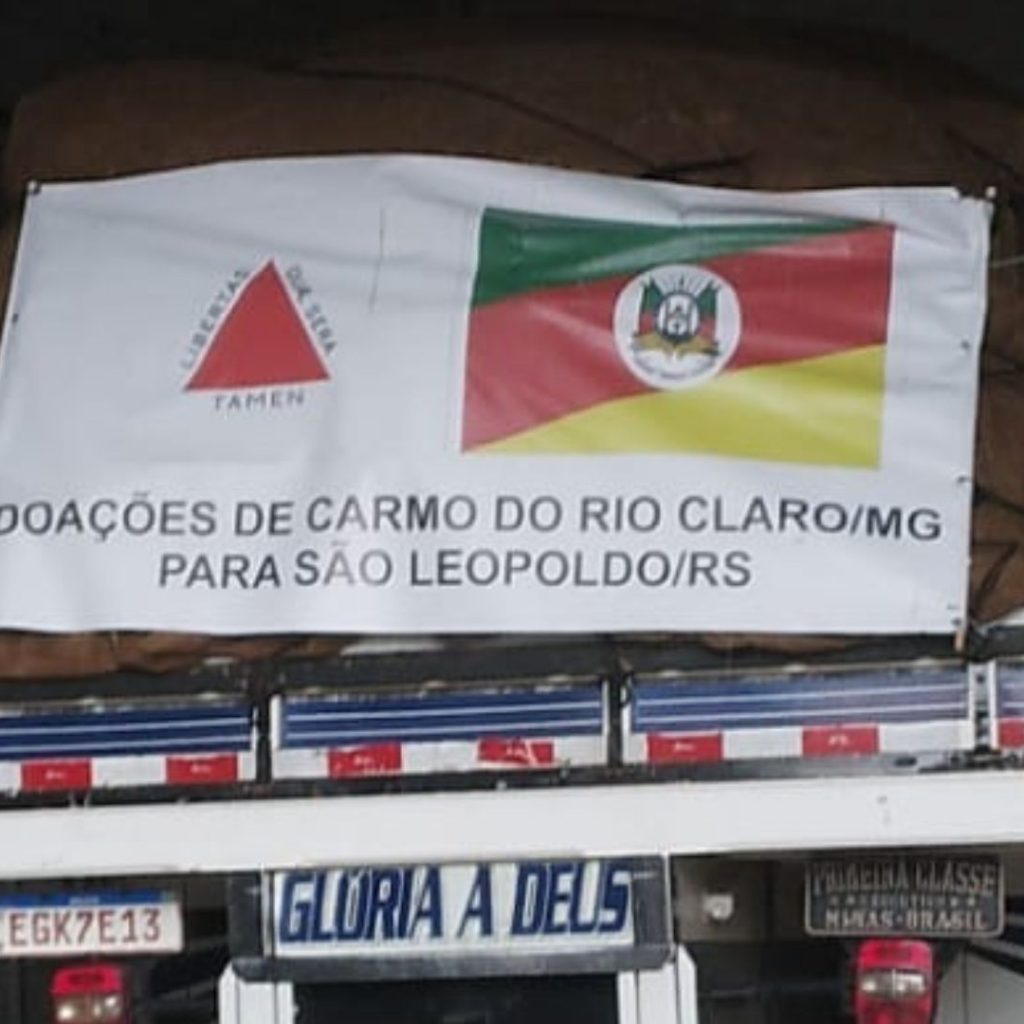 LIBERTAS QUE SERA
TAMEN
DOAÇÕES DE CARMO DO RIO CLARO/MG
PARA SÃO LEOPOLDO/RS
EGK7E13
GLÓRIA A DEUS
PRIMEIRA CLASSE
MINAS-BRASIL